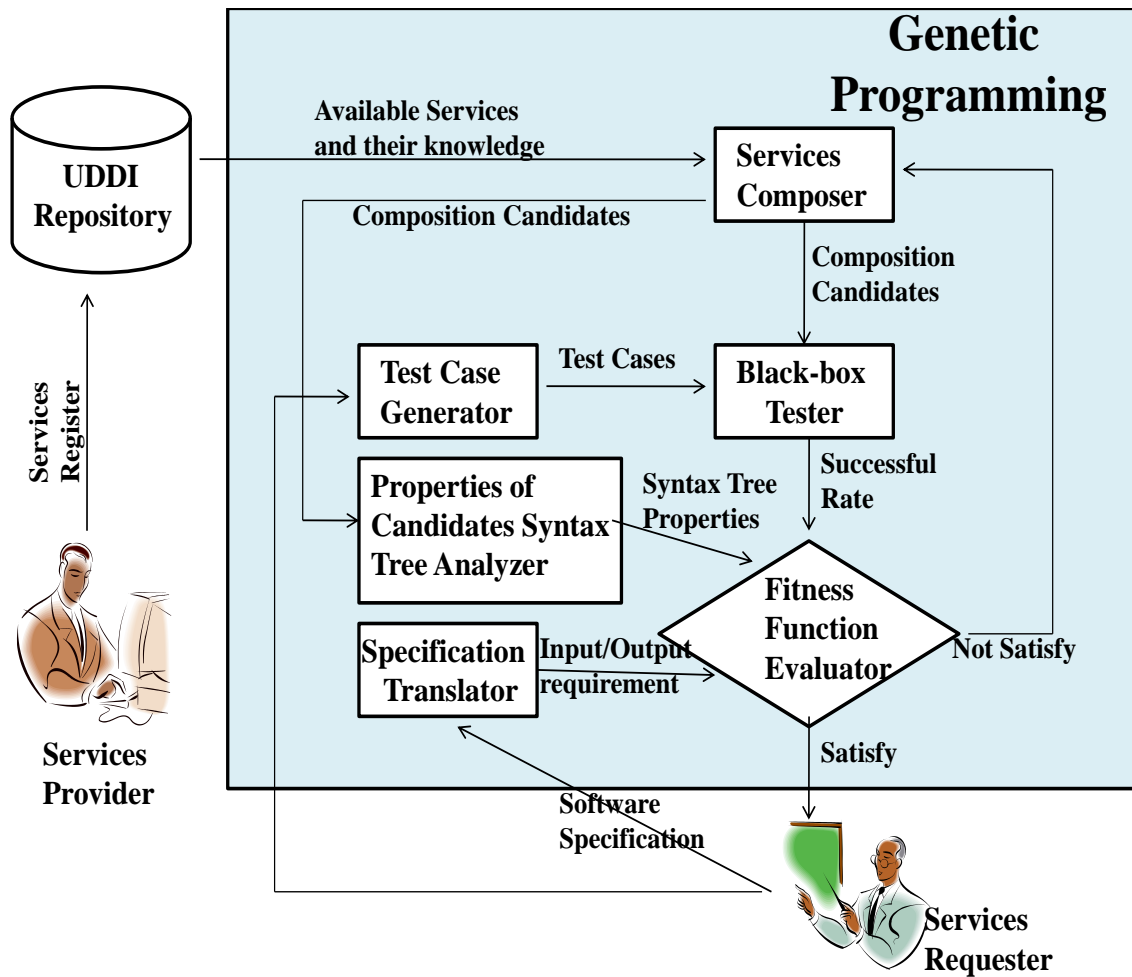 Genetic
Programming
Available Services
and their knowledge
UDDI
Repository
Services
Composer
Composition Candidates
Composition
Candidates
Services
Register
Test Case
Generator
Test Cases
Black-box
Tester
Successful
Rate
Properties of
Candidates Syntax
Tree Analyzer
Syntax Tree
Properties
Fitness
Function
Evaluator
Not Satisfy
Specification
Translator
Input/Output
requirement
Satisfy
Services
Provider
Software
Specification
Services
Requester